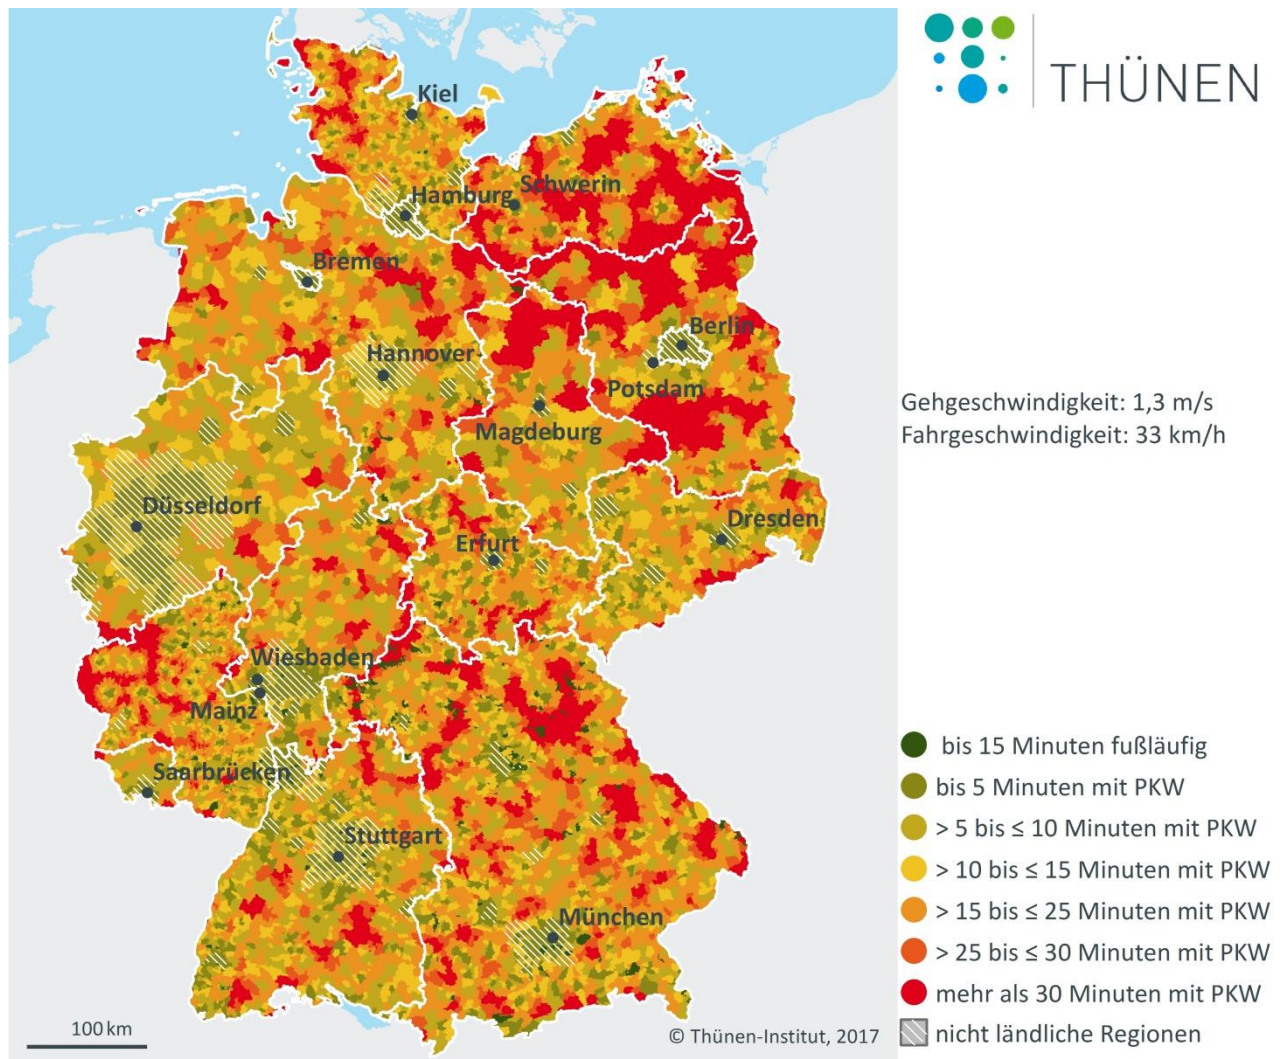 THÜNEN
Kiel
Hamburg
Schwerin
Bremen
Berlin
Hannover
Potsdam
Magdeburg
Gehgeschwindigkeit: 1,3 m/s
Fahrgeschwindigkeit: 33 km/h
Düsseldorf
Dresden
Erfurt
Wiesbaden
Mainz
Saarbrücken
Stuttgart
München
bis 15 Minuten fußläufig
bis 5 Minuten mit PKW
> 5 bis ≤ 10 Minuten mit PKW
> 10 bis ≤ 15 Minuten mit PKW
> 15 bis ≤ 25 Minuten mit PKW
> 25 bis ≤ 30 Minuten mit PKW
mehr als 30 Minuten mit PKW
nicht ländliche Regionen
100 km
© Thünen-Institut, 2017